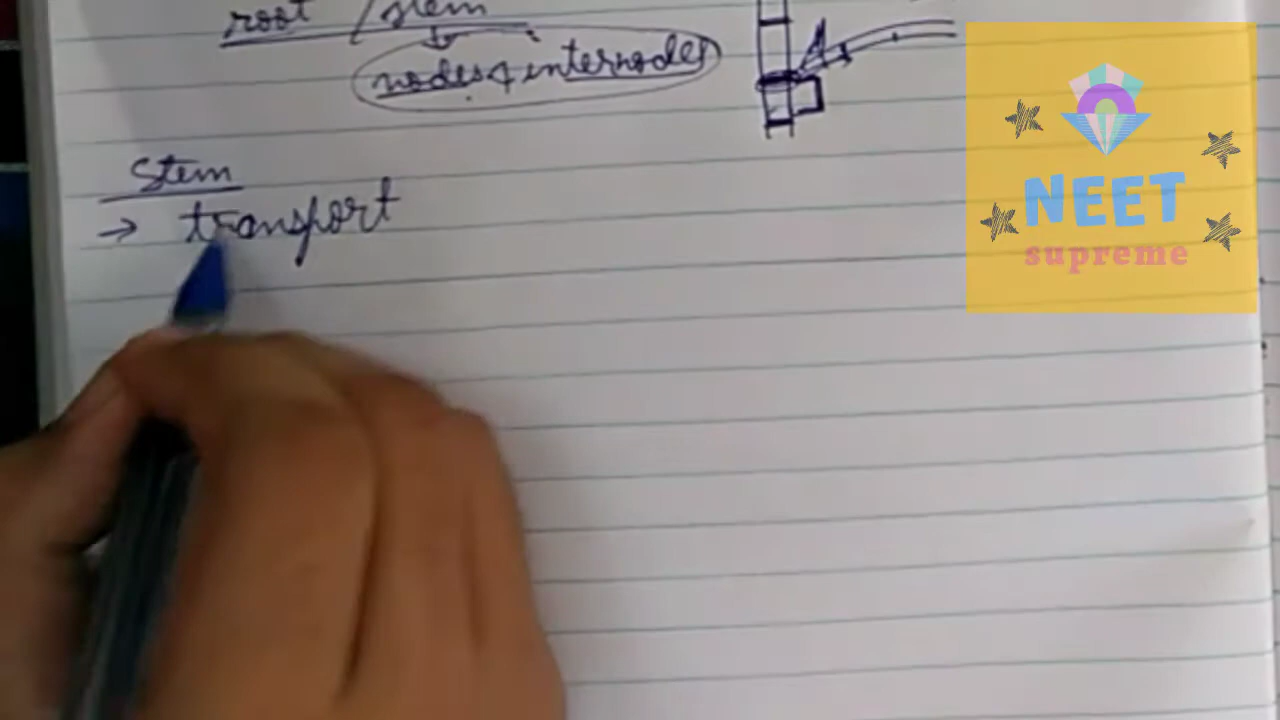 root / stem
nodes & internodes
Stem
→ transport
NEET
supreme